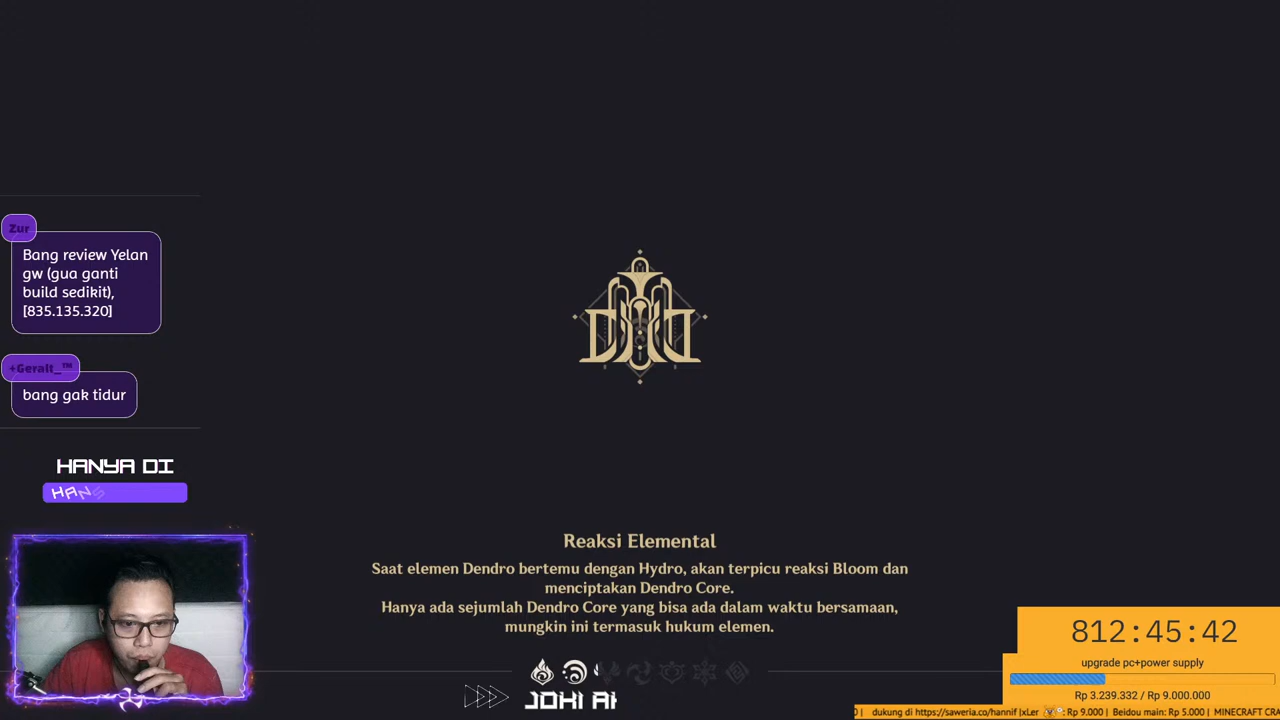 Zur
Bang review Yelan
gw (gua ganti
build sedikit),
[835.135.320]
+Geralt_™
bang gak tidur
HANYA DI
HANS
Reaksi Elemental
Saat elemen Dendro bertemu dengan Hydro, akan terpicu reaksi Bloom dan
menciptakan Dendro Core.
Hanya ada sejumlah Dendro Core yang bisa ada dalam waktu bersamaan,
mungkin ini termasuk hukum elemen.
JOKI
812:45:42
upgrade pc+power supply
Rp 3.239.332 / Rp 9.000.000
dukung di https://saweria.co/hannif |xLer : Rp 9.000 | Beidou main: Rp 5.000 | MINECRAFT CRA